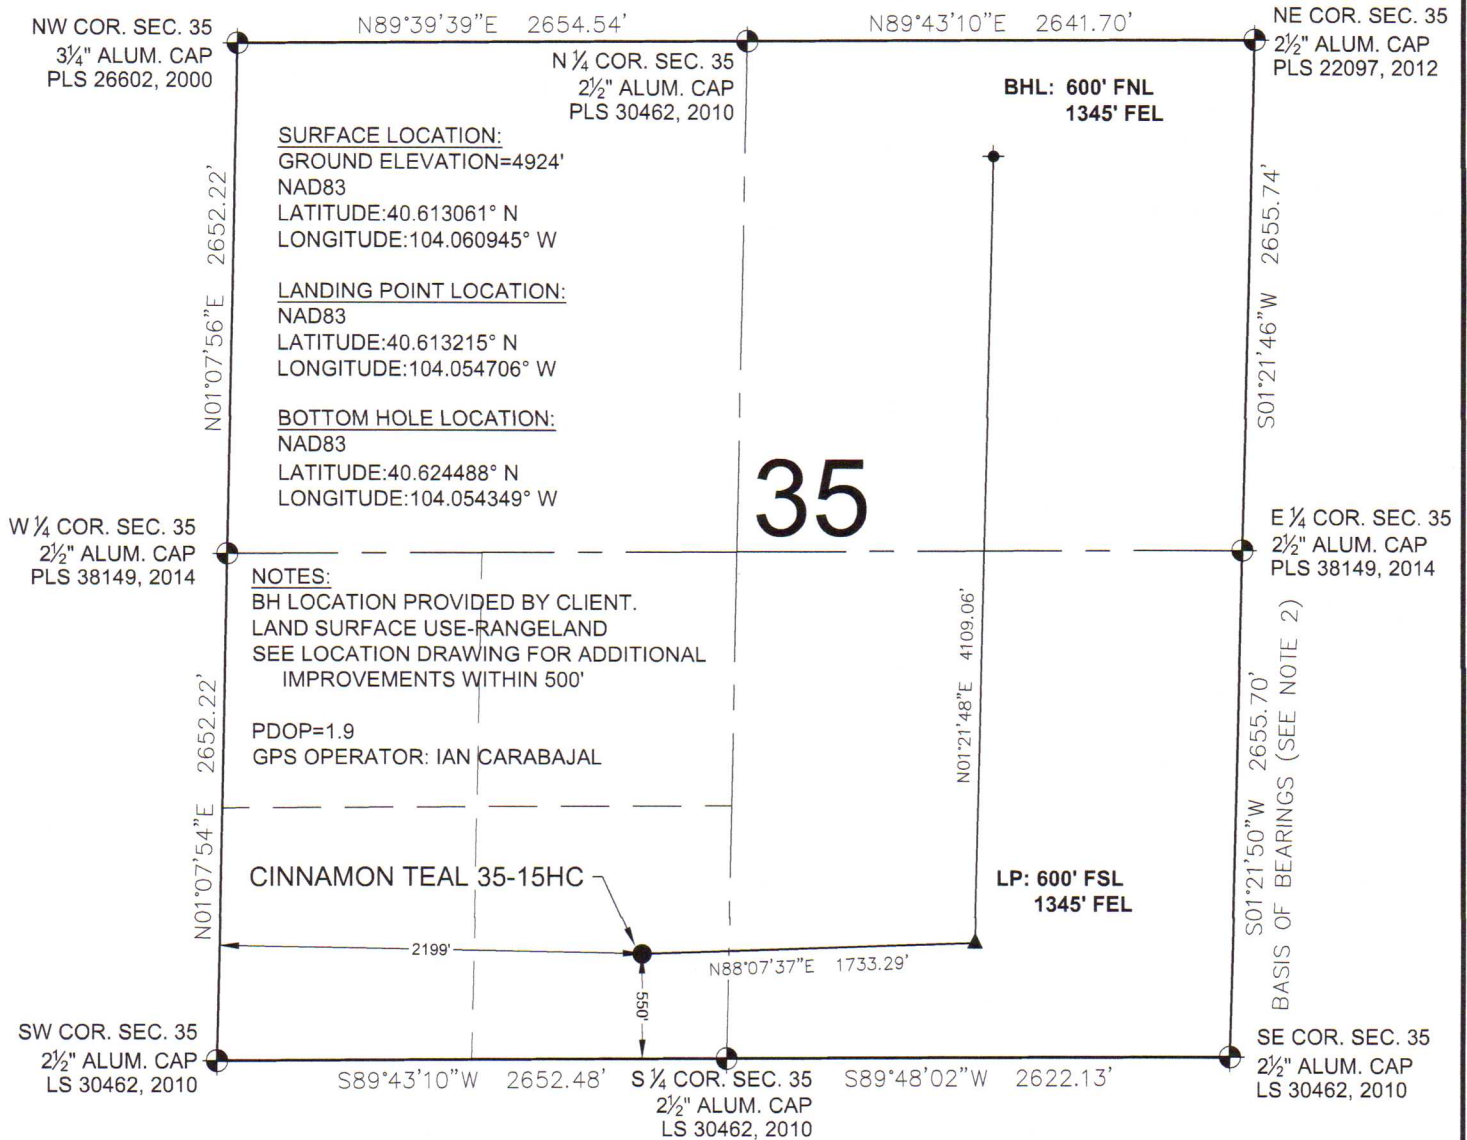 N89°39'39"E 2654.54'
N89°43'10"E 2641.70'
NW COR. SEC. 35
3¼" ALUM. CAP
PLS 26602, 2000
N ¼ COR. SEC. 35
2½" ALUM. CAP
PLS 30462, 2010
NE COR. SEC. 35
2½" ALUM. CAP
PLS 22097, 2012
BHL: 600' FNL
1345' FEL
SURFACE LOCATION:
GROUND ELEVATION=4924'
NAD83
LATITUDE:40.613061° N
LONGITUDE:104.060945° W
LANDING POINT LOCATION:
NAD83
LATITUDE:40.613215° N
LONGITUDE:104.054706° W
BOTTOM HOLE LOCATION:
NAD83
LATITUDE:40.624488° N
LONGITUDE:104.054349° W
N01°07'56"E 2652.22'
S01°21'46"W 2655.74'
35
W ¼ COR. SEC. 35
2½" ALUM. CAP
PLS 38149, 2014
E ¼ COR. SEC. 35
2½" ALUM. CAP
PLS 38149, 2014
NOTES:
BH LOCATION PROVIDED BY CLIENT.
LAND SURFACE USE-RANGELAND
SEE LOCATION DRAWING FOR ADDITIONAL
IMPROVEMENTS WITHIN 500'
PDOP=1.9
GPS OPERATOR: IAN CARABAJAL
N01°21'48"E 4109.06'
N01°07'54"E 2652.22'
S01°21'50"W 2655.70'
BASIS OF BEARINGS (SEE NOTE 2)
CINNAMON TEAL 35-15HC
LP: 600' FSL
1345' FEL
2199'
N88°07'37"E 1733.29'
550'
SW COR. SEC. 35
2½" ALUM. CAP
LS 30462, 2010
S89°43'10"W 2652.48'
S ¼ COR. SEC. 35
2½" ALUM. CAP
LS 30462, 2010
S89°48'02"W 2622.13'
SE COR. SEC. 35
2½" ALUM. CAP
LS 30462, 2010